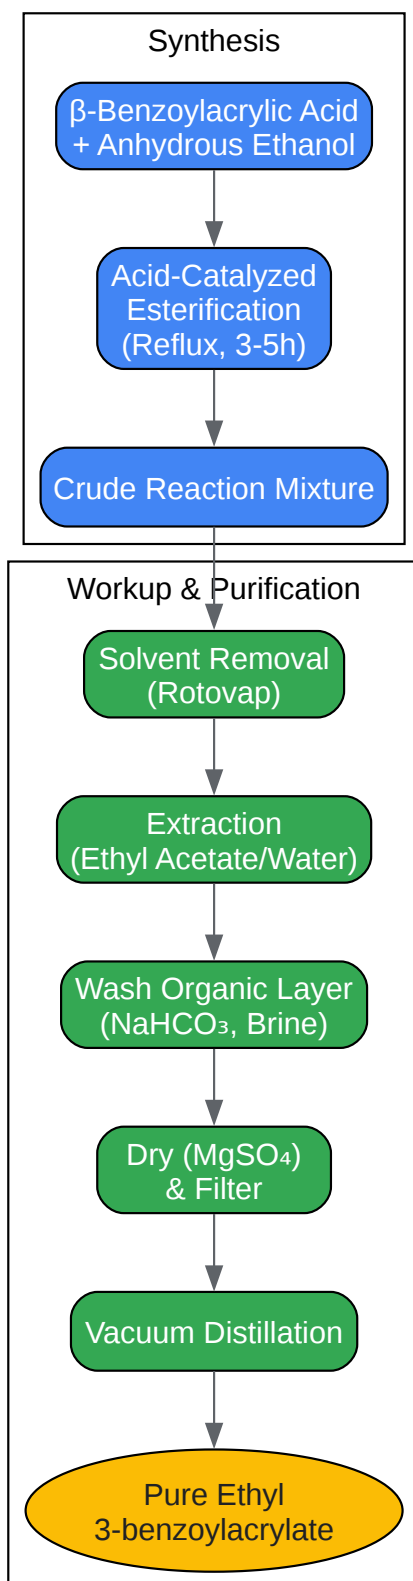 Synthesis
β-Benzoylacrylic Acid
+ Anhydrous Ethanol
Acid-Catalyzed
Esterification
(Reflux, 3-5h)
Crude Reaction Mixture
Workup & Purification
Solvent Removal
(Rotovap)
Extraction
(Ethyl Acetate/Water)
Wash Organic Layer
(NaHCO₃, Brine)
Dry (MgSO₄)
& Filter
Vacuum Distillation
Pure Ethyl
3-benzoylacrylate